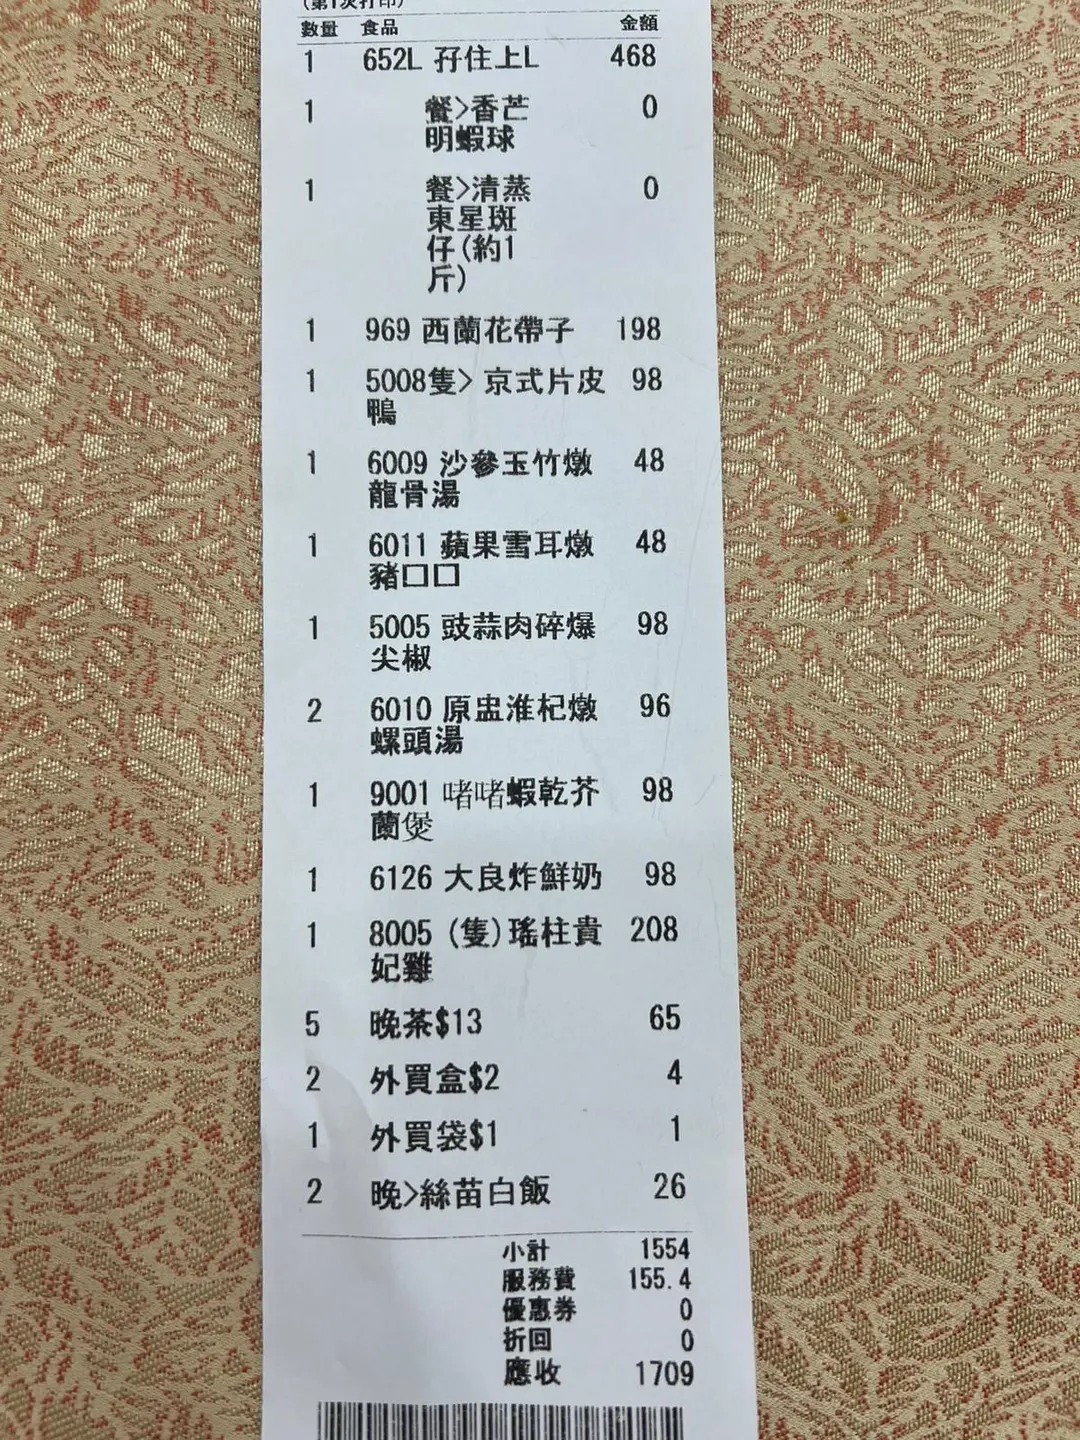 (第1次打印)
數量 食品 金額
1 652L 孖住上L 468
1 餐>香芒 0
明蝦球
1 餐>清蒸 0
東星斑
仔(約1
斤)
1 969 西蘭花帶子 198
1 5008隻> 京式片皮 98
鴨
1 6009 沙參玉竹燉 48
龍骨湯
1 6011 蘋果雪耳燉 48
豬口口
1 5005 豉蒜肉碎爆 98
尖椒
2 6010 原盅淮杞燉 96
螺頭湯
1 9001 啫啫蝦乾芥 98
蘭煲
1 6126 大良炸鮮奶 98
1 8005 (隻)瑤柱貴 208
妃雞
5 晚茶$13 65
2 外買盒$2 4
1 外買袋$1 1
2 晚>絲苗白飯 26
小計 1554
服務費 155.4
優惠券 0
折回 0
應收 1709